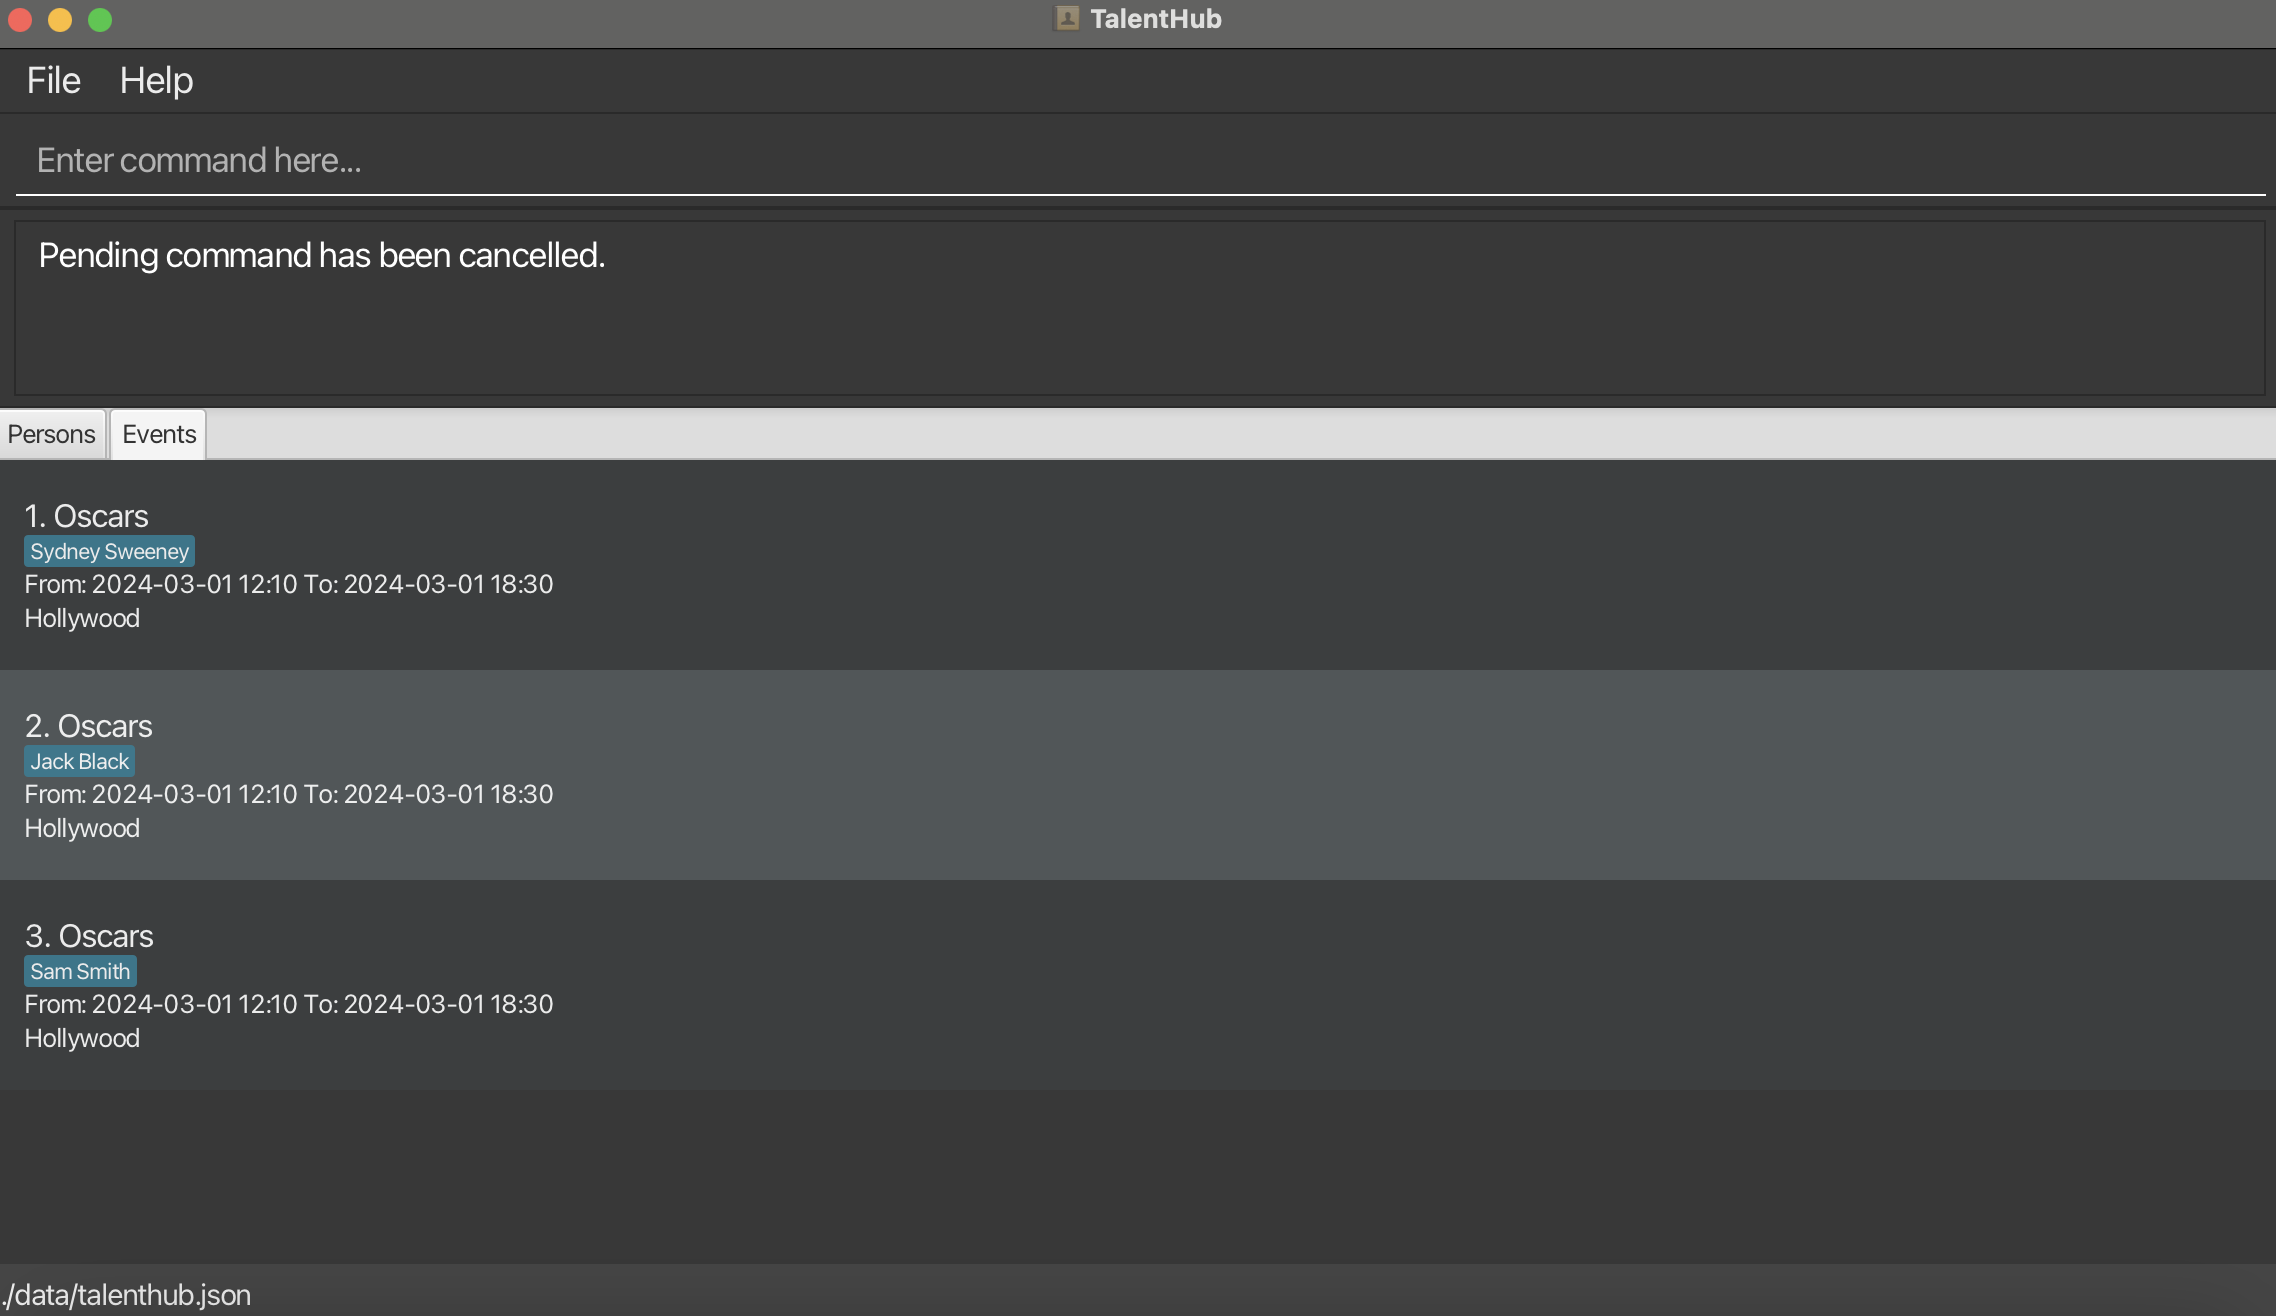 TalentHub
File Help
Enter command here...
Pending command has been cancelled.
Persons Events
1. Oscars
Sydney Sweeney
From: 2024-03-01 12:10 To: 2024-03-01 18:30
Hollywood
2. Oscars
Jack Black
From: 2024-03-01 12:10 To: 2024-03-01 18:30
Hollywood
3. Oscars
Sam Smith
From: 2024-03-01 12:10 To: 2024-03-01 18:30
Hollywood
./data/talenthub.json